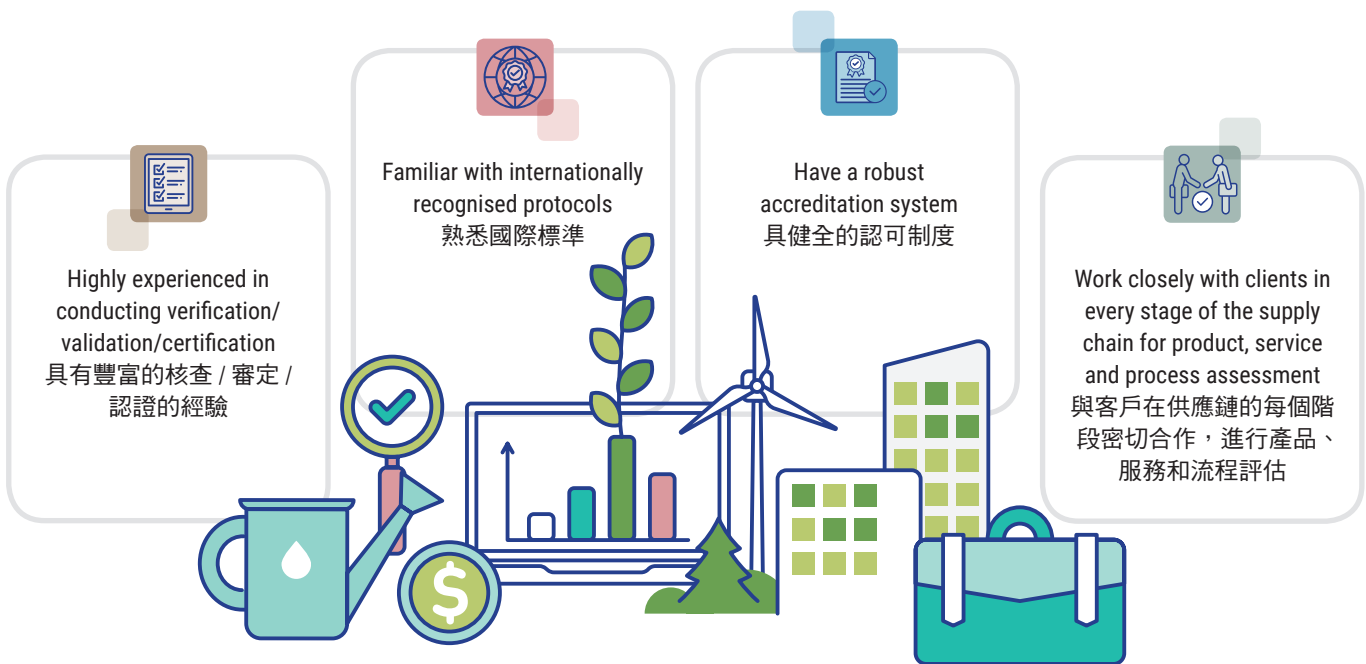 Highly experienced in
conducting verification/
validation/certification
具有豐富的核查 / 審定 /
認證的經驗
Familiar with internationally
recognised protocols
熟悉國際標準
Have a robust
accreditation system
具健全的認可制度
Work closely with clients in
every stage of the supply
chain for product, service
and process assessment
與客戶在供應鏈的每個階
段密切合作，進行產品、
服務和流程評估
$